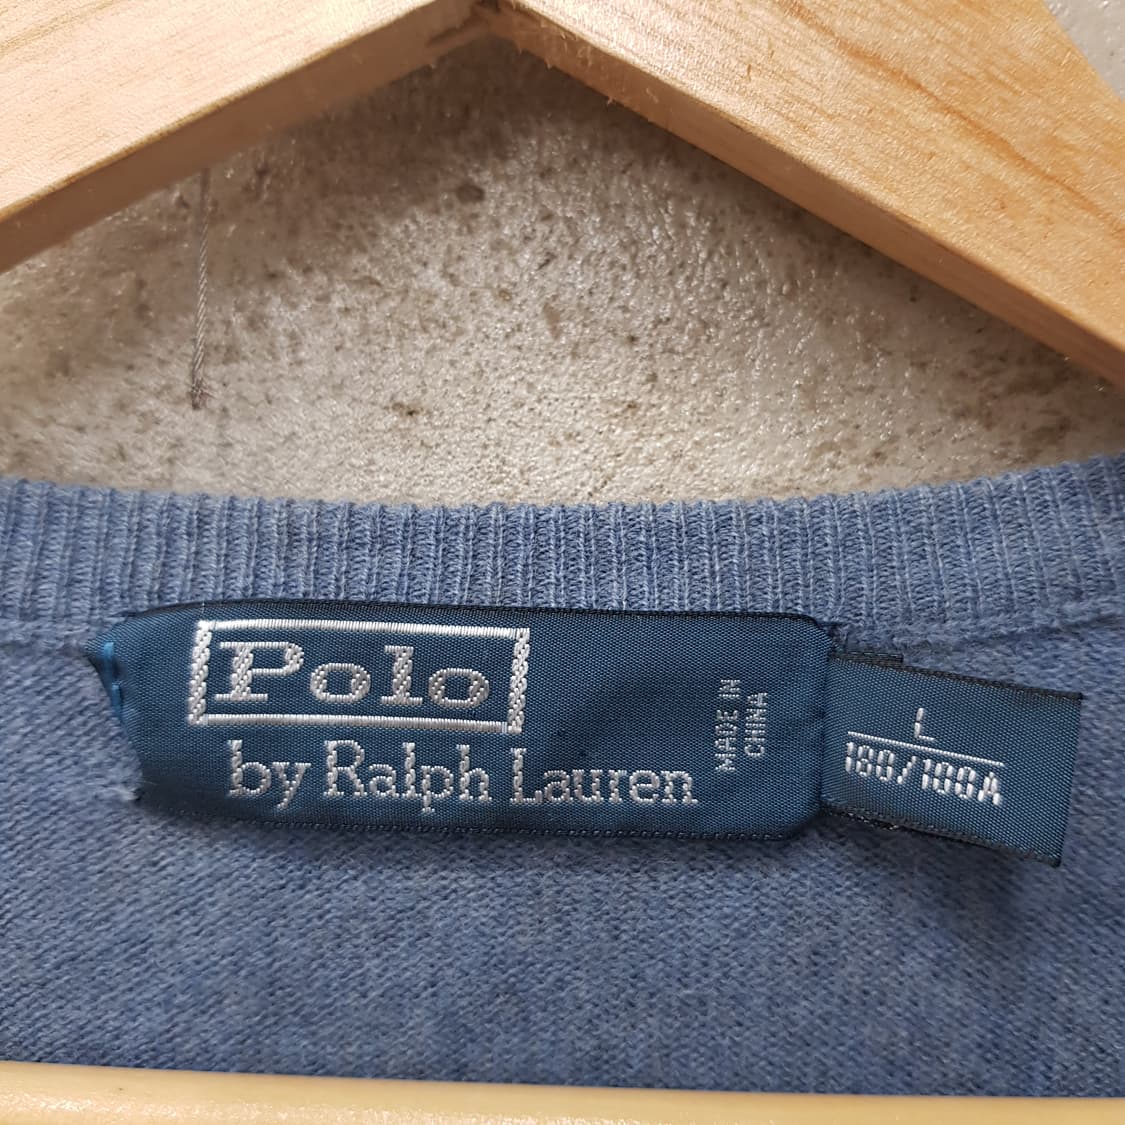 Polo
by Ralph Lauren
MADE IN
CHINA
L
180/100A